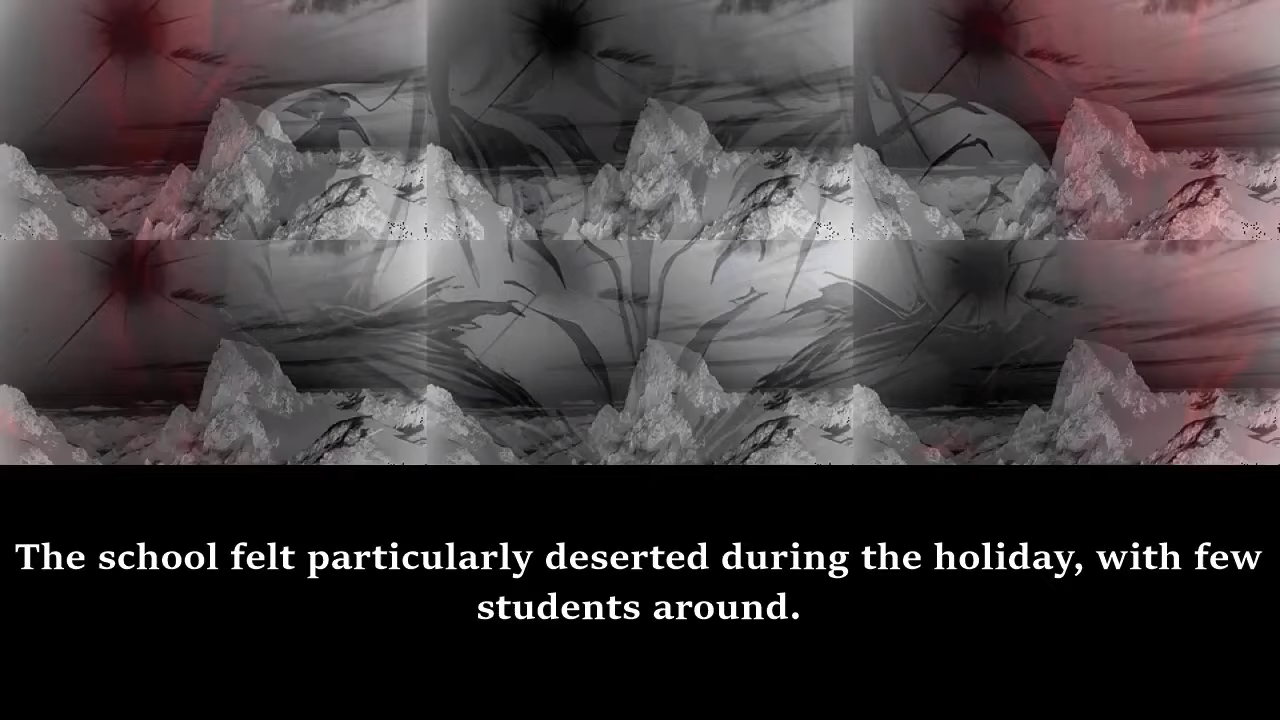 The school felt particularly deserted during the holiday, with few
students around.